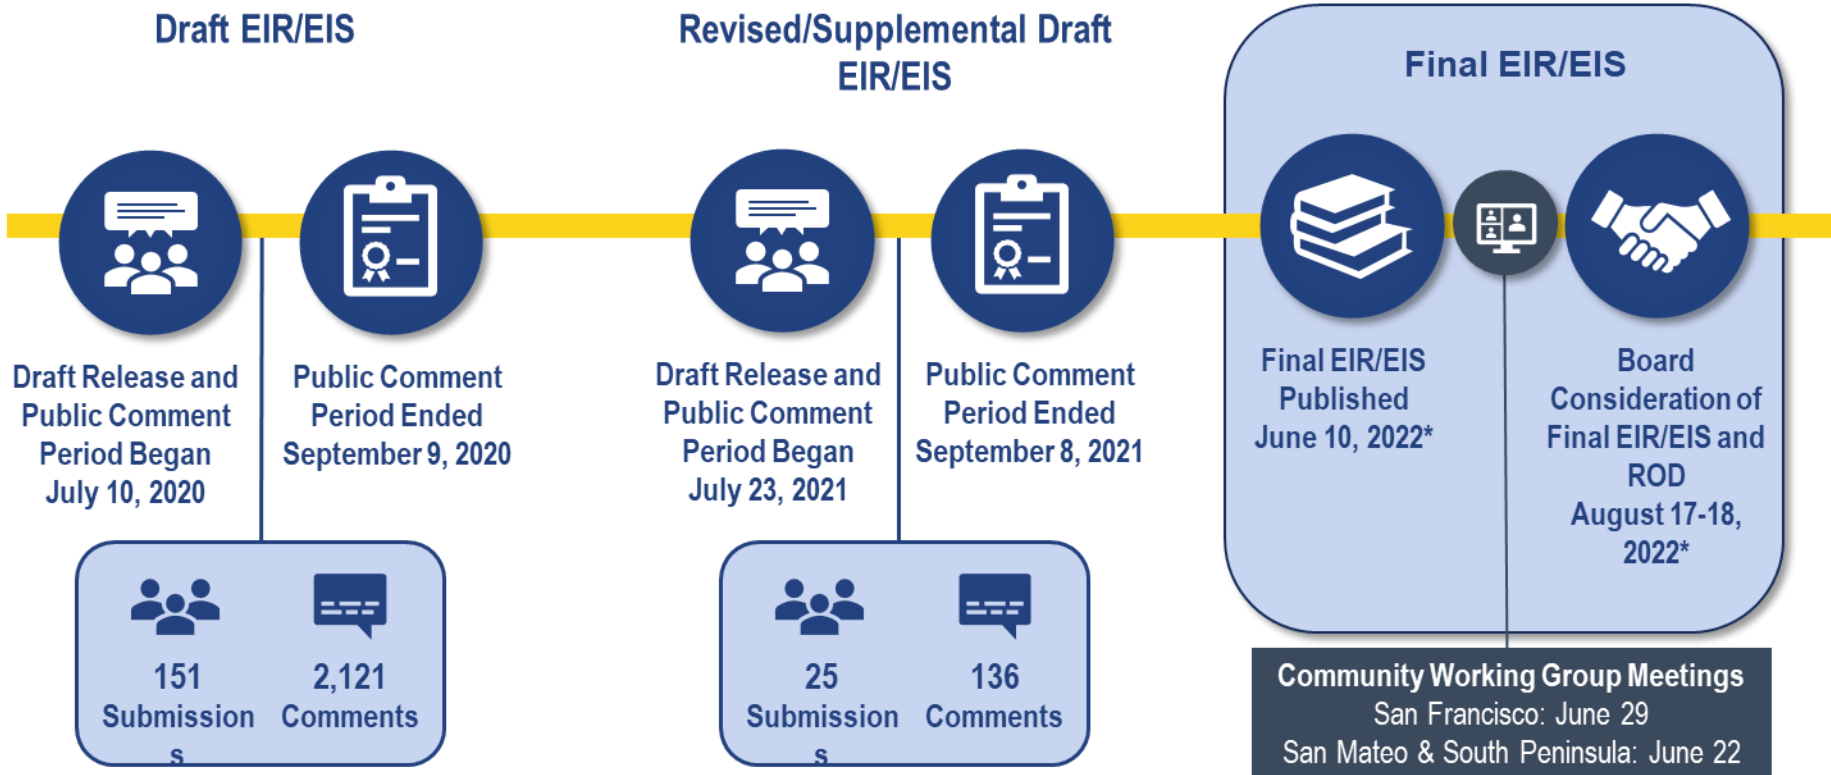 Draft EIR/EIS
Draft Release and
Public Comment
Period Began
July 10, 2020
Public Comment
Period Ended
September 9, 2020
151
Submission
s
2,121
Comments
Revised/Supplemental Draft
EIR/EIS
Draft Release and
Public Comment
Period Began
July 23, 2021
Public Comment
Period Ended
September 8, 2021
25
Submission
s
136
Comments
Final EIR/EIS
Final EIR/EIS
Published
June 10, 2022*
Board
Consideration of
Final EIR/EIS and
ROD
August 17-18,
2022*
Community Working Group Meetings
San Francisco: June 29
San Mateo & South Peninsula: June 22